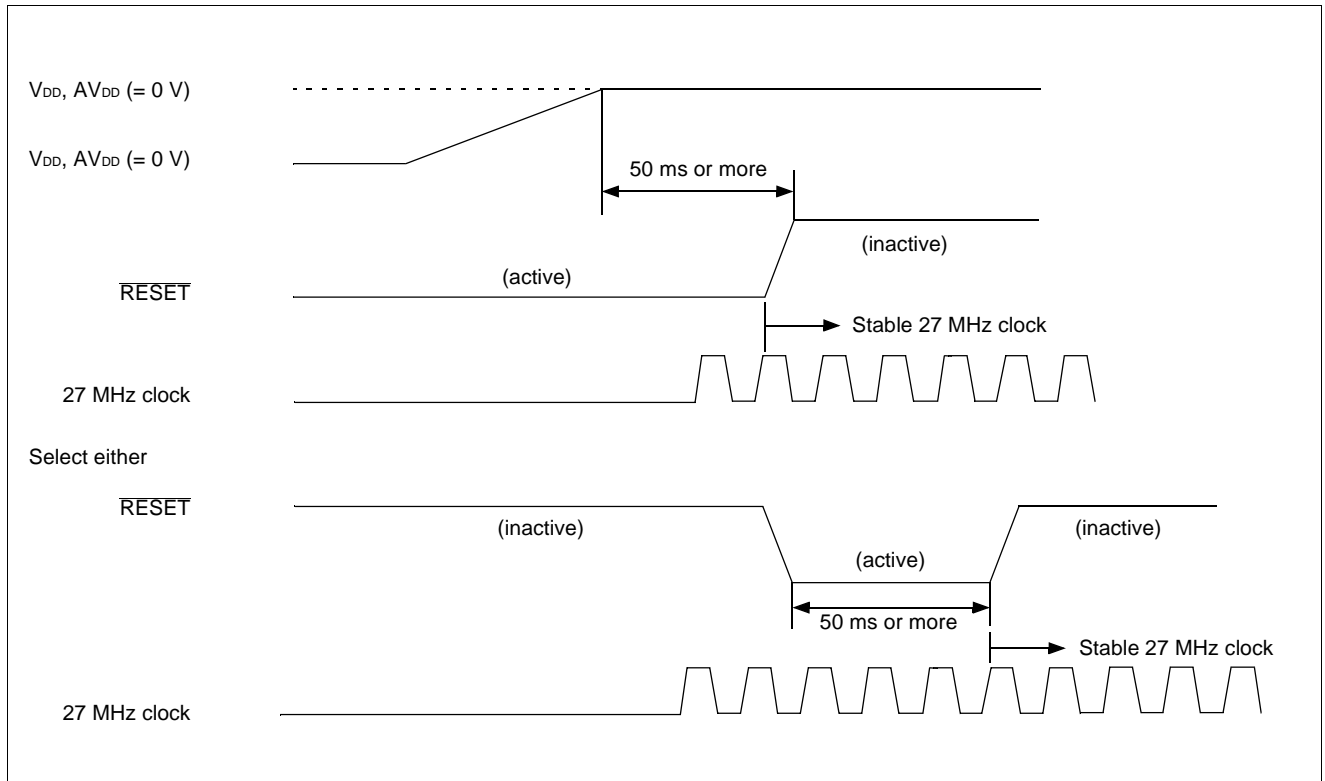 VDD, AVDD (= 0 V)
VDD, AVDD (= 0 V)
50 ms or more
(inactive)
(active)
RESET
Stable 27 MHz clock
27 MHz clock
Select either
RESET
(inactive)
(inactive)
(active)
50 ms or more
Stable 27 MHz clock
27 MHz clock